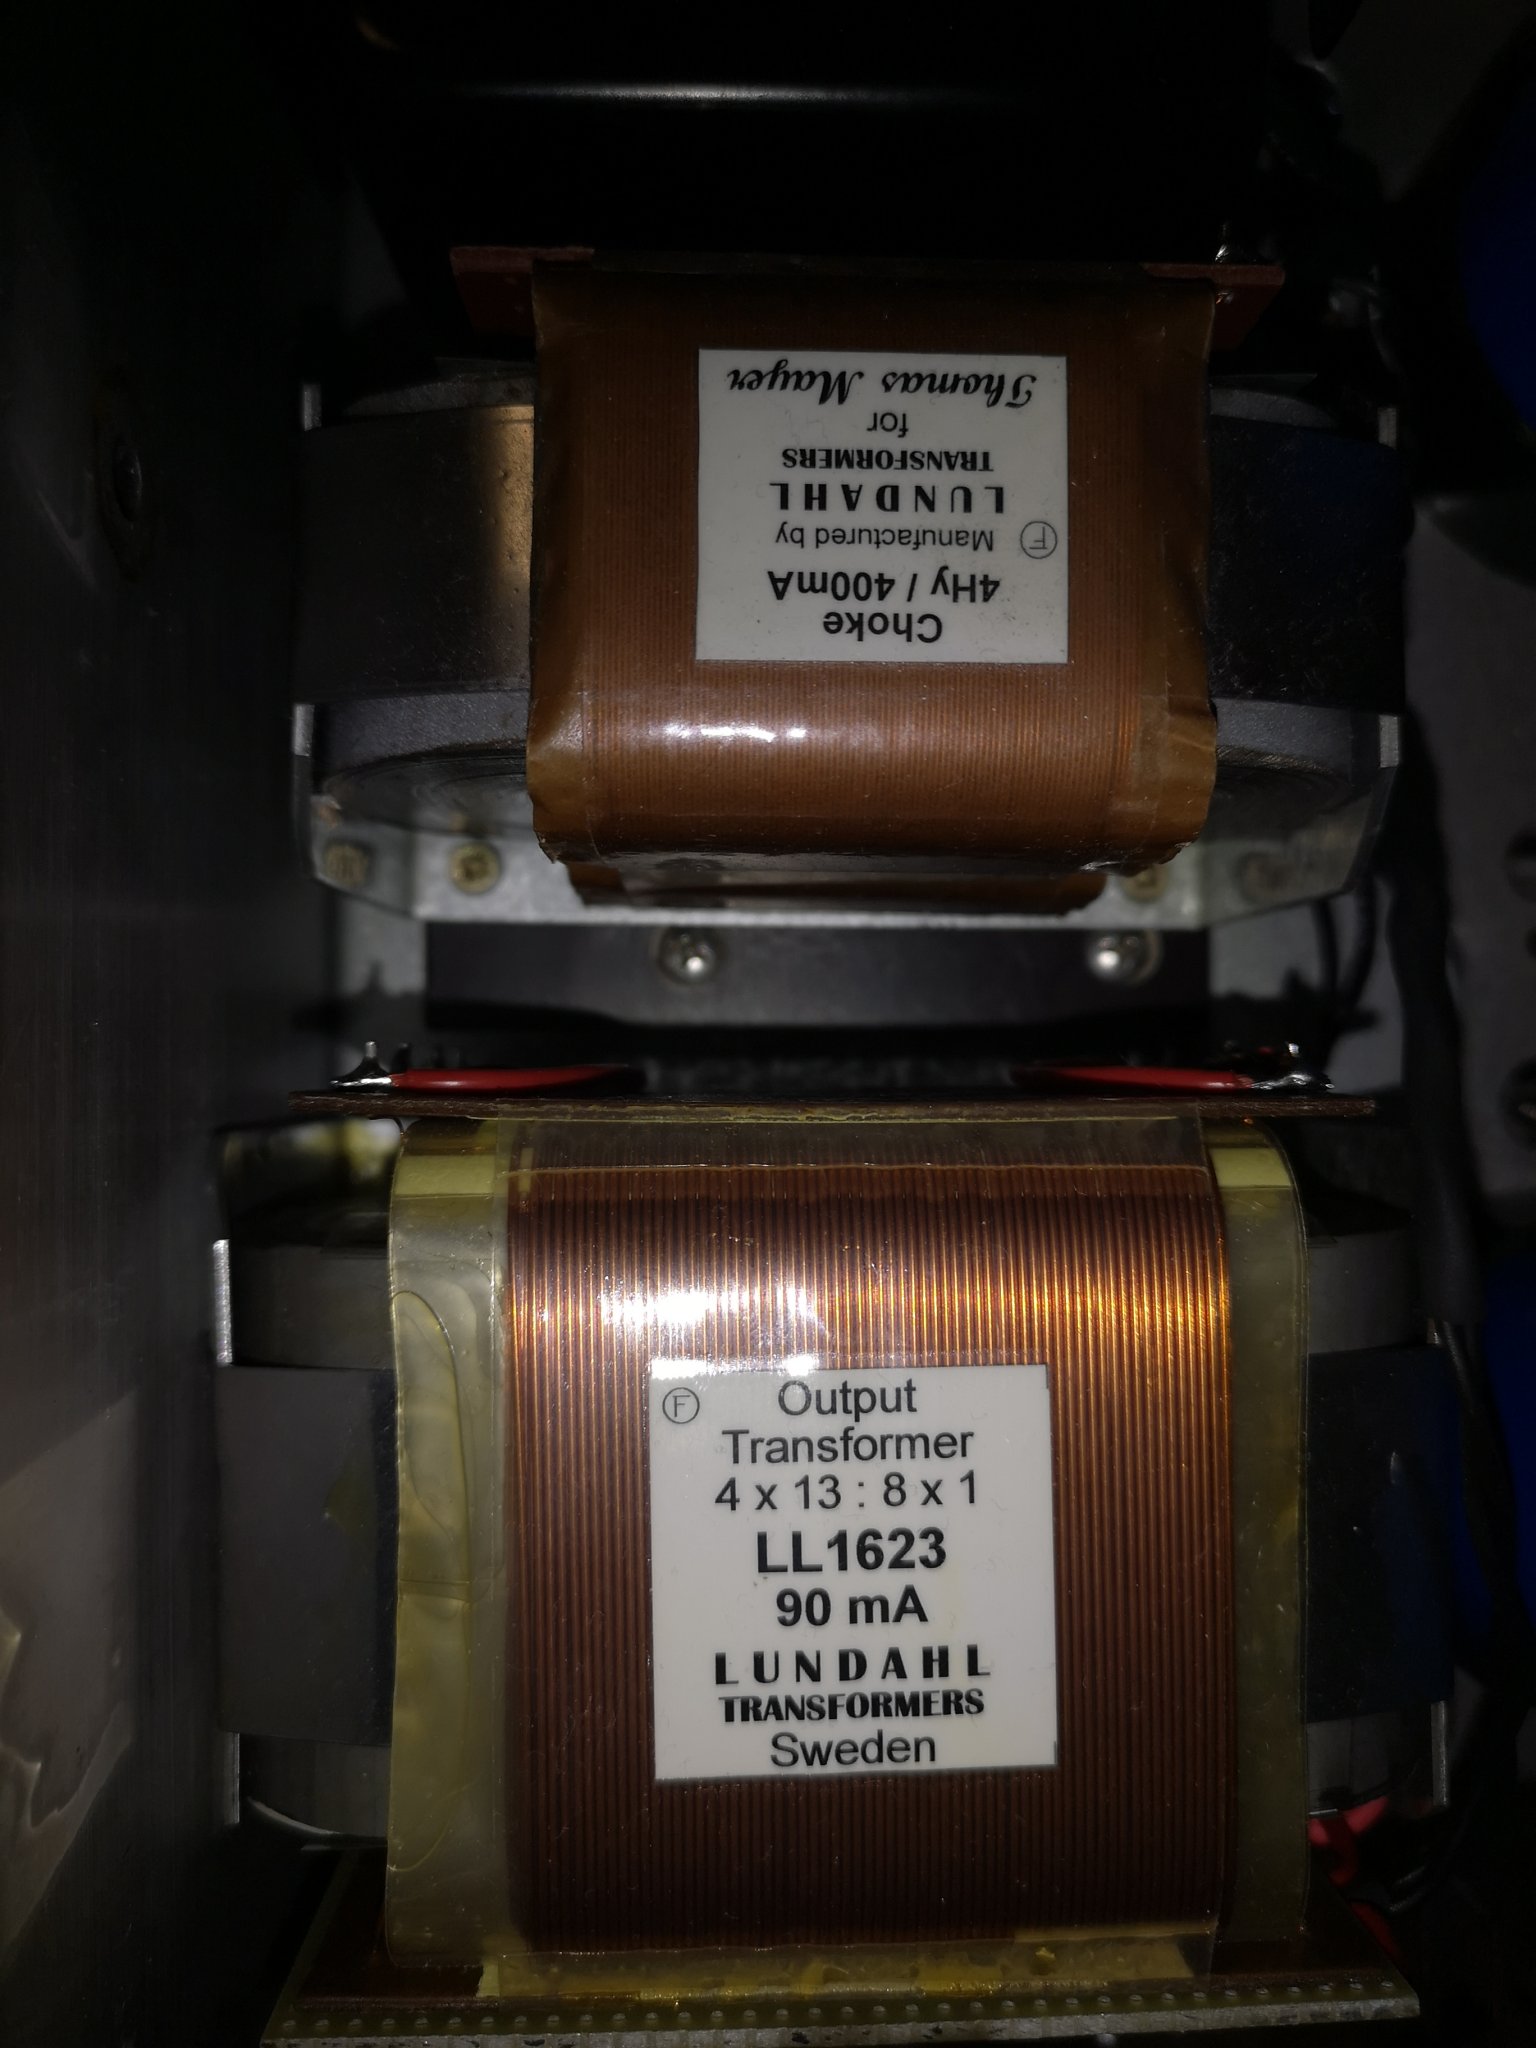 Choke
4Hy / 400mA
F Manufactured by
LUNDAHL
TRANSFORMERS
for
Thomas Mayer
F Output
Transformer
4 x 13 : 8 x 1
LL1623
90 mA
LUNDAHL
TRANSFORMERS
Sweden